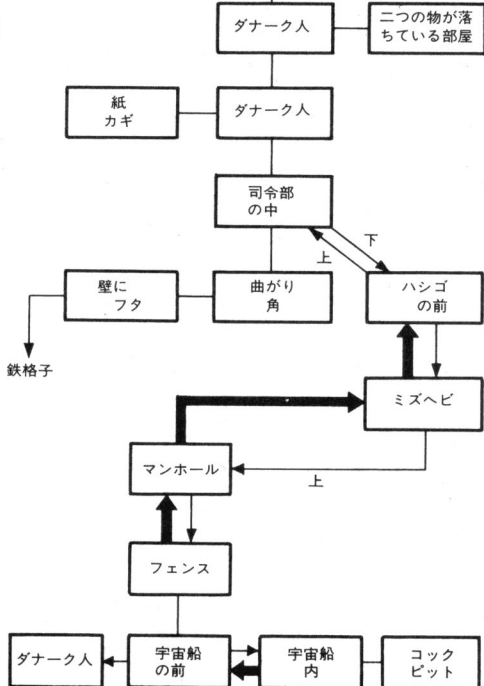 ダナーク人
二つの物が落
ちている部屋
紙
カギ
ダナーク人
司令部
の中
下
上
壁に
フタ
曲がり
角
ハシゴ
の前
鉄格子
ミズヘビ
マンホール
上
フェンス
ダナーク人
宇宙船
の前
宇宙船
内
コック
ピット